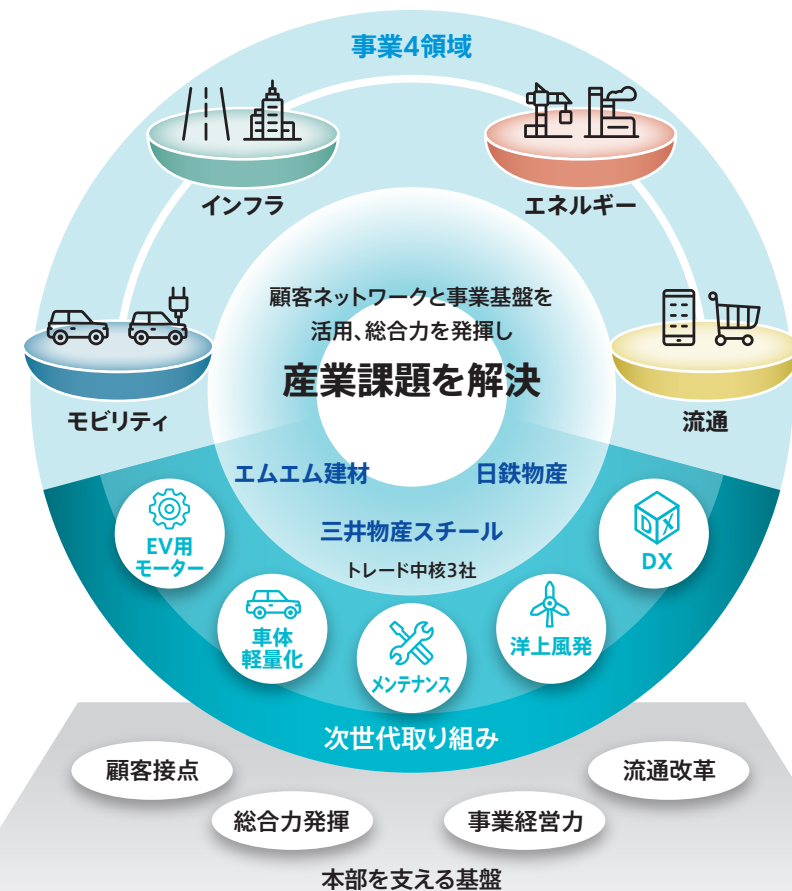 事業4領域
インフラ
エネルギー
モビリティ
流通
顧客ネットワークと事業基盤を
活用、総合力を発揮し
産業課題を解決
エムエム建材
日鉄物産
三井物産スチール
トレード中核3社
EV用
モーター
車体
軽量化
メンテナンス
洋上風発
DX
DX
次世代取り組み
顧客接点
総合力発揮
事業経営力
流通改革
本部を支える基盤